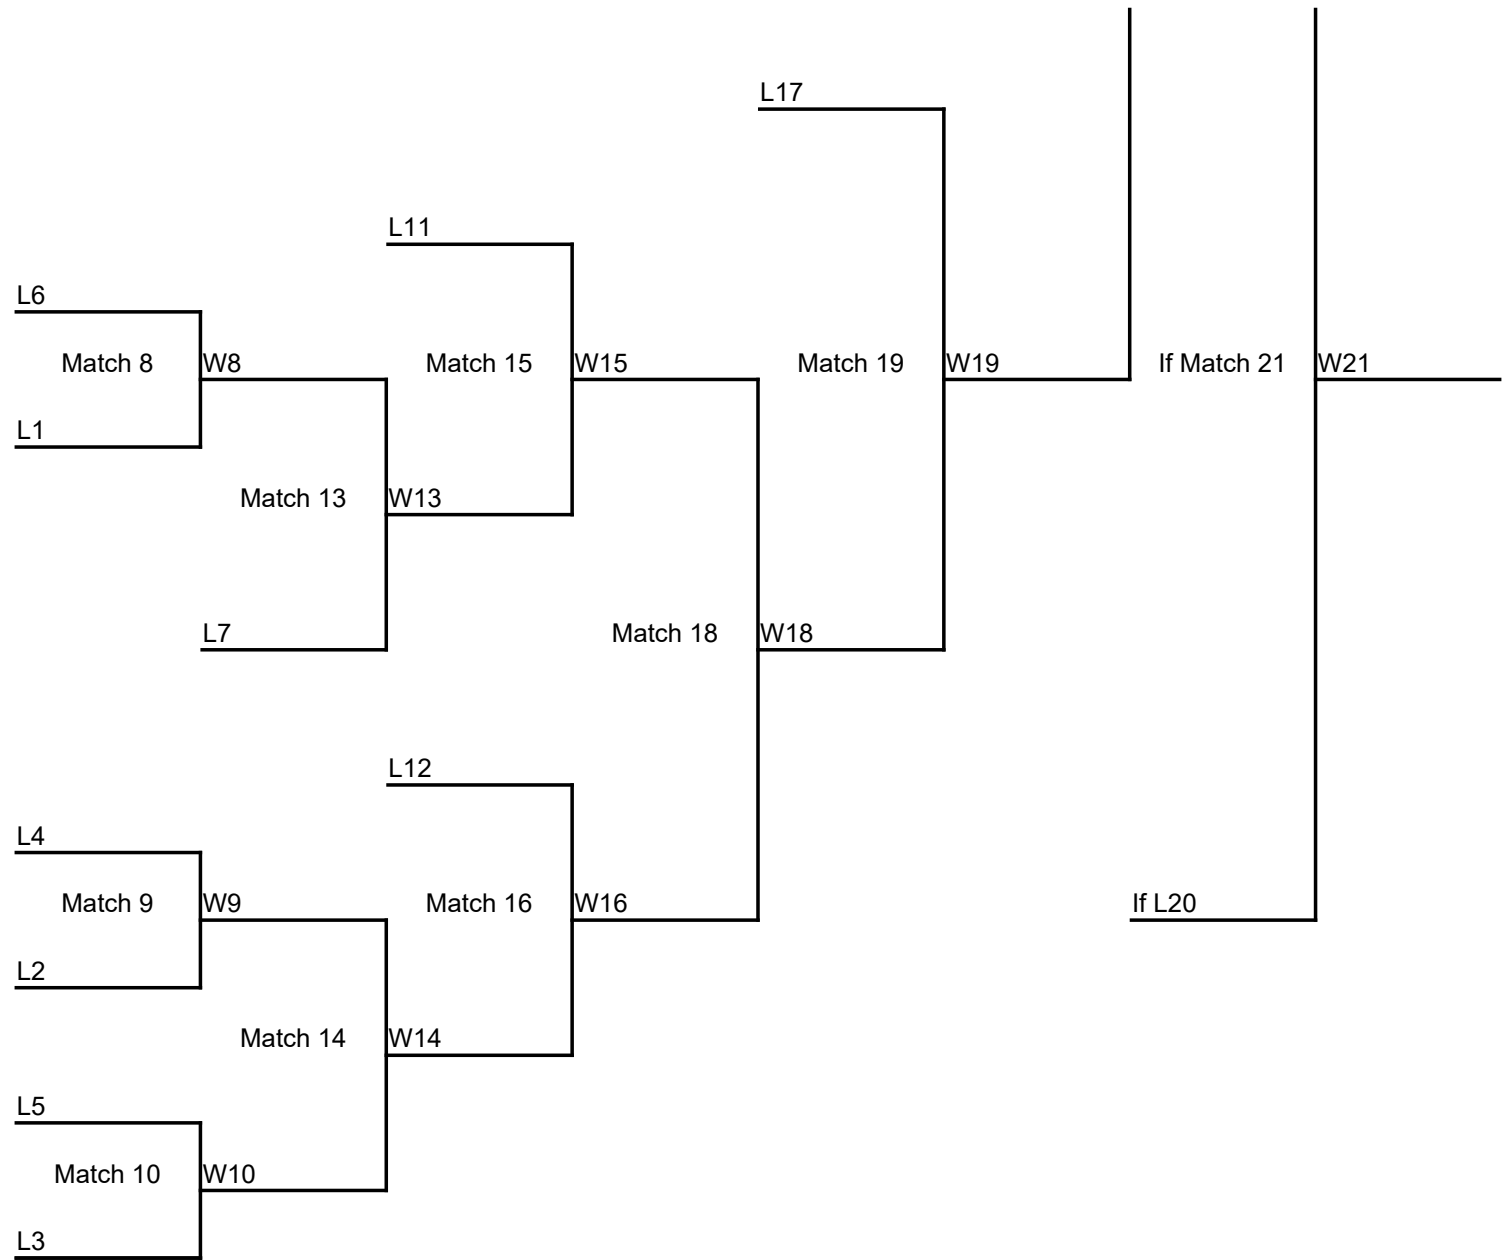 L17
L11
L6
Match 8
W8
Match 15
W15
Match 19
W19
If Match 21
W21
L1
Match 13
W13
L7
Match 18
W18
L12
L4
Match 9
W9
Match 16
W16
If L20
L2
Match 14
W14
L5
Match 10
W10
L3